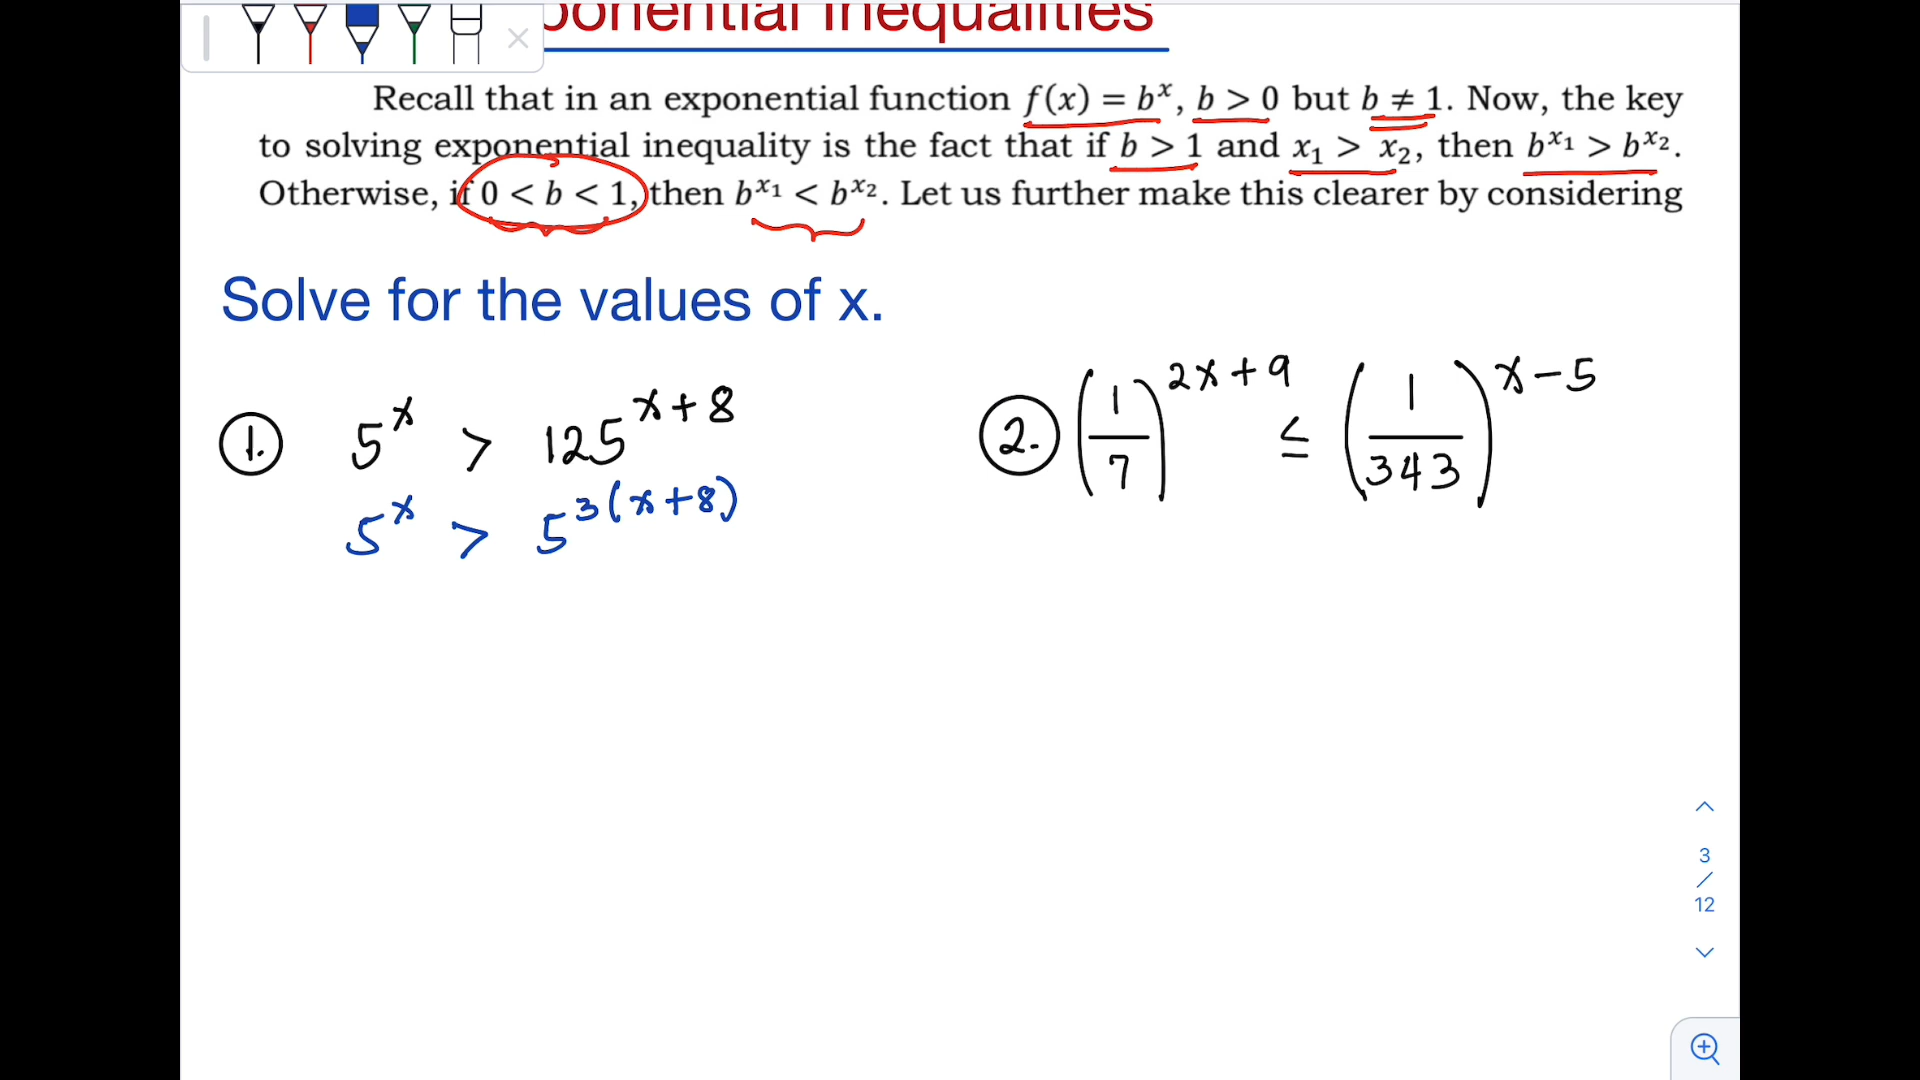 ponential Inequalities
Recall that in an exponential function f(x) = bˣ, b > 0 but b ≠ 1. Now, the key
to solving exponential inequality is the fact that if b > 1 and x₁ > x₂, then b^x₁ > b^x₂.
Otherwise, if 0 < b < 1, then b^x₁ < b^x₂. Let us further make this clearer by considering
Solve for the values of x.
1. 5^x > 125^(x+8)
5^x > 5^3(x+8)
2. (1/7)^(2x+9) ≤ (1/343)^(x-5)
3
/
12